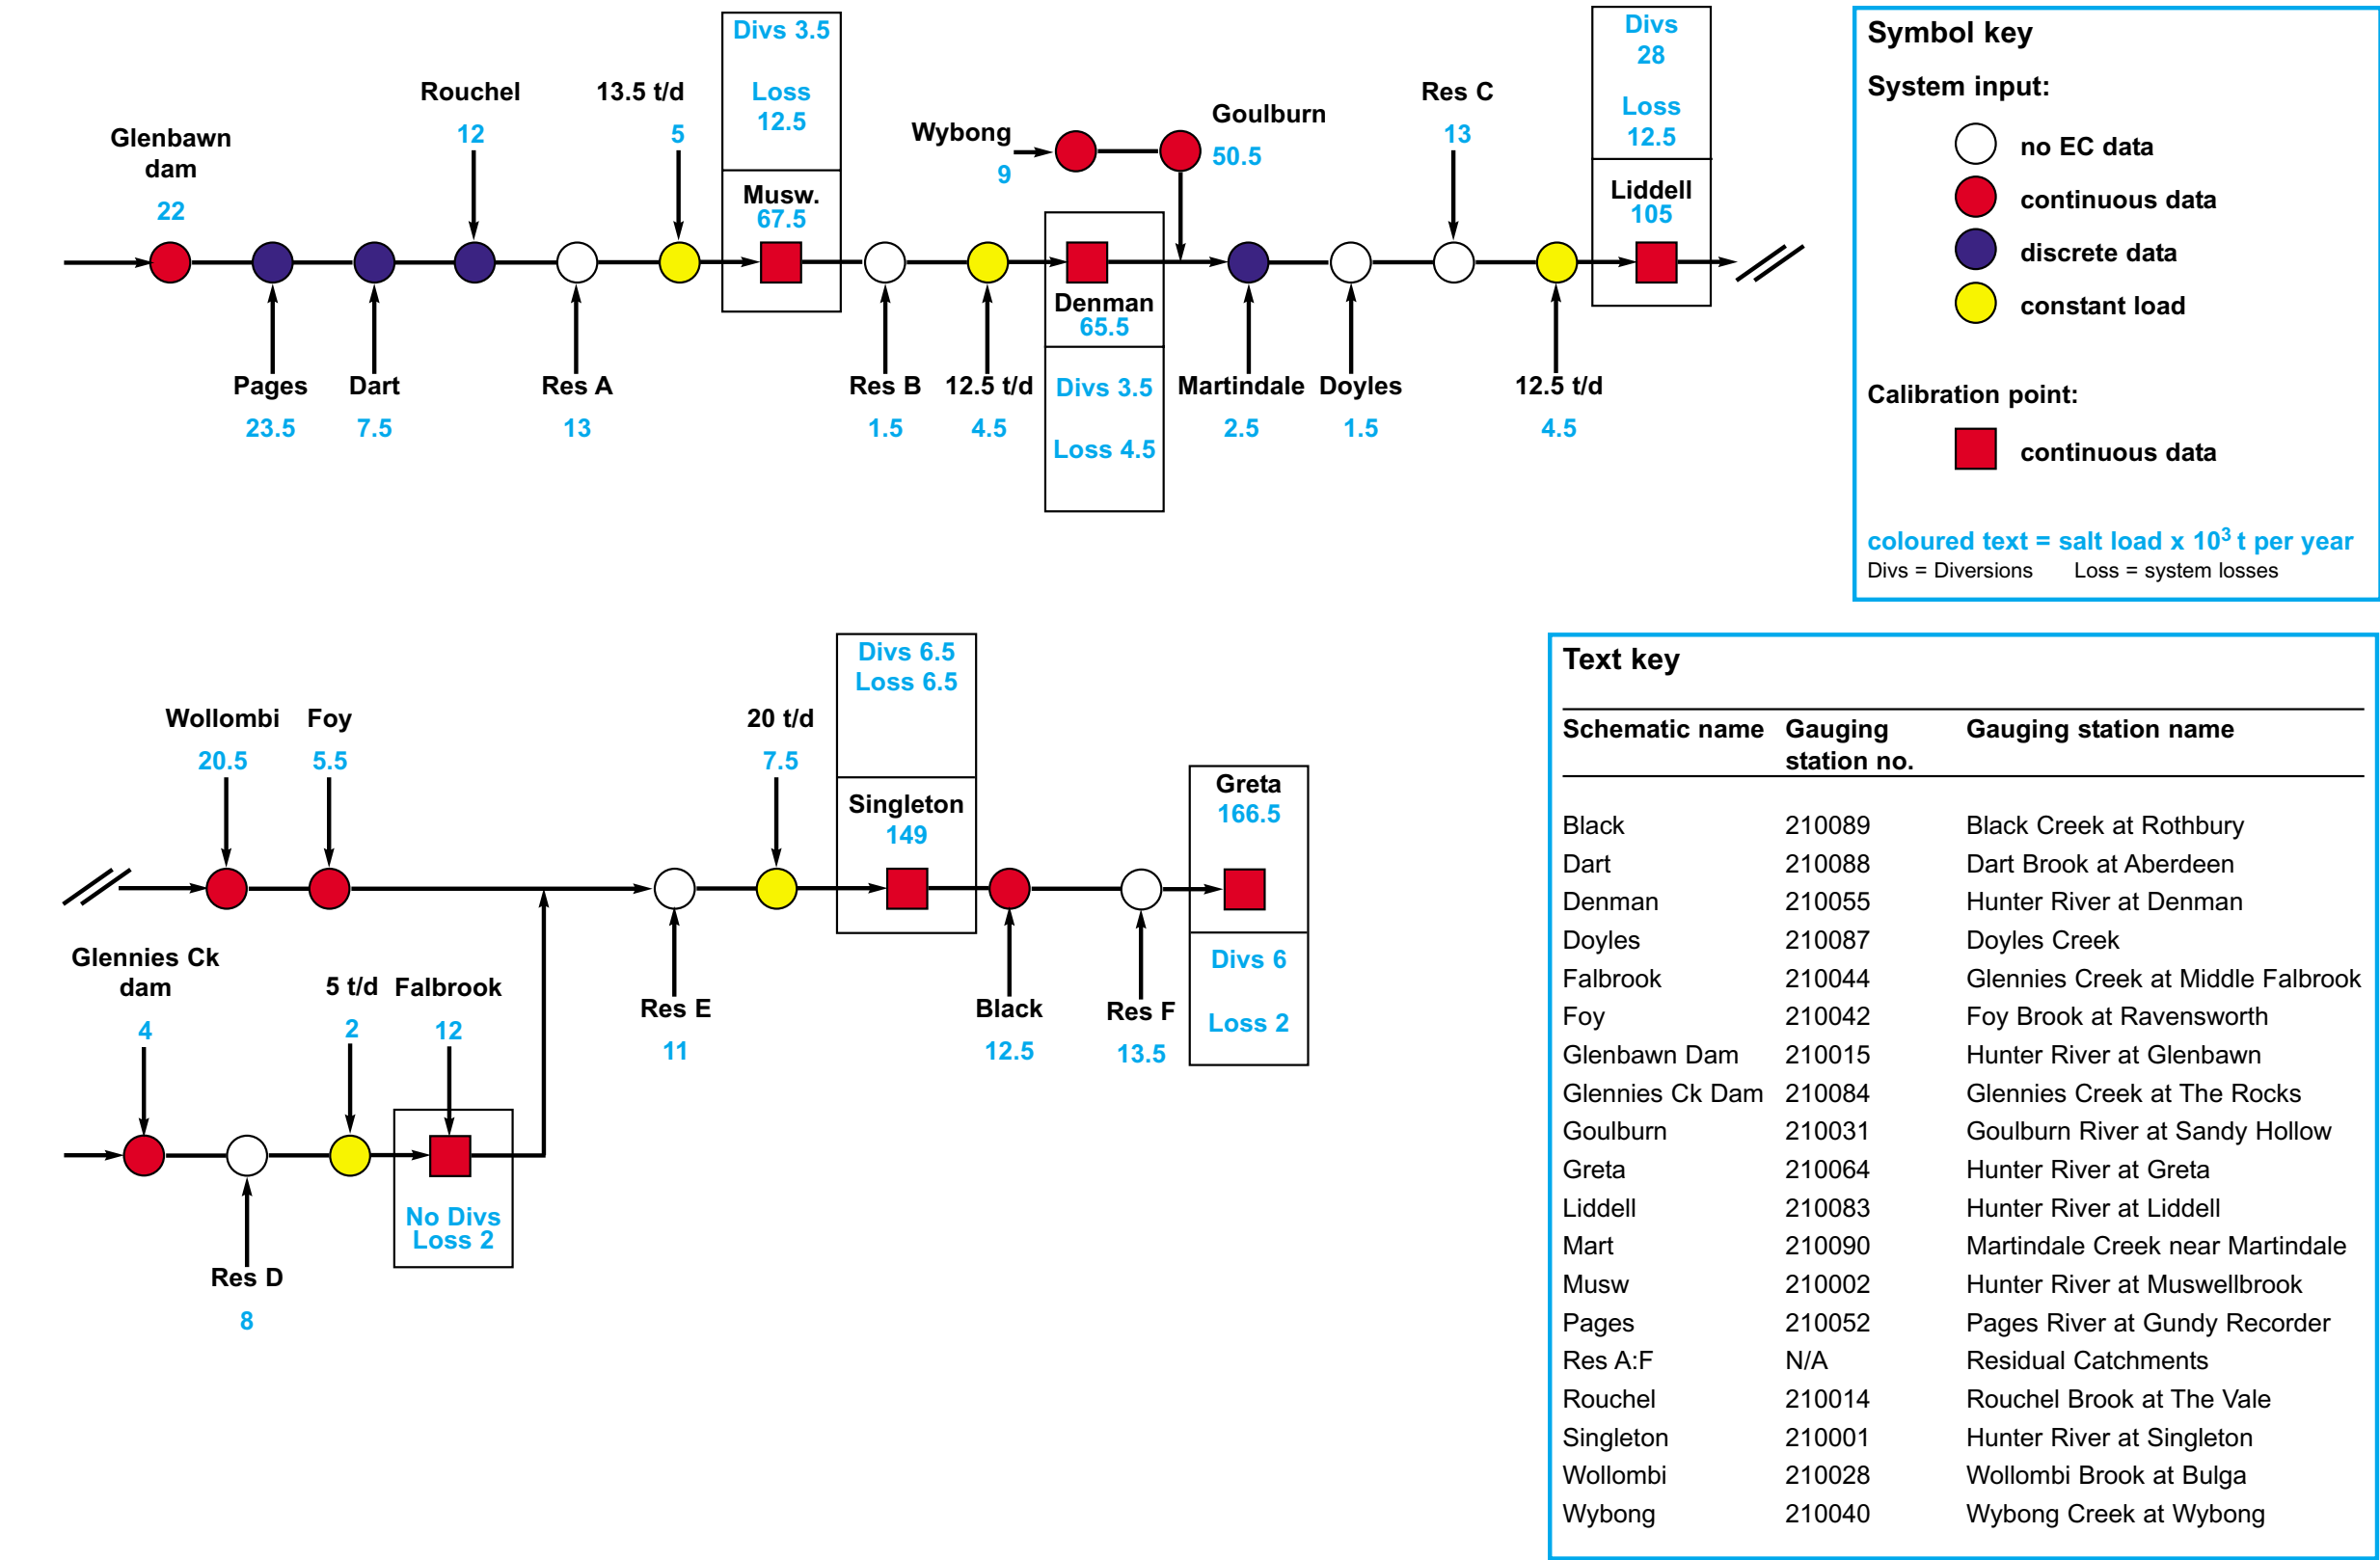 Glenbawn
dam
22
Pages
23.5
Dart
7.5
Rouchel
12
Res A
13
13.5 t/d
5
Divs 3.5
Loss
12.5
Musw.
67.5
Res B
1.5
12.5 t/d
4.5
Wybong
9
Goulburn
50.5
Denman
65.5
Divs 3.5
Loss 4.5
Martindale
2.5
Doyles
1.5
Res C
13
12.5 t/d
4.5
Divs
28
Loss
12.5
Liddell
105
Symbol key
System input:
no EC data
continuous data
discrete data
constant load
Calibration point:
continuous data
coloured text = salt load x 10³ t per year
Divs = Diversions Loss = system losses
Wollombi
20.5
Foy
5.5
Glennies Ck
dam
4
Res D
8
5 t/d
2
Falbrook
12
No Divs
Loss 2
Res E
11
20 t/d
7.5
Divs 6.5
Loss 6.5
Singleton
149
Black
12.5
Res F
13.5
Greta
166.5
Divs 6
Loss 2
Text key
Schematic name Gauging Gauging station name
station no.
Black 210089 Black Creek at Rothbury
Dart 210088 Dart Brook at Aberdeen
Denman 210055 Hunter River at Denman
Doyles 210087 Doyles Creek
Falbrook 210044 Glennies Creek at Middle Falbrook
Foy 210042 Foy Brook at Ravensworth
Glenbawn Dam 210015 Hunter River at Glenbawn
Glennies Ck Dam 210084 Glennies Creek at The Rocks
Goulburn 210031 Goulburn River at Sandy Hollow
Greta 210064 Hunter River at Greta
Liddell 210083 Hunter River at Liddell
Mart 210090 Martindale Creek near Martindale
Musw 210002 Hunter River at Muswellbrook
Pages 210052 Pages River at Gundy Recorder
Res A:F N/A Residual Catchments
Rouchel 210014 Rouchel Brook at The Vale
Singleton 210001 Hunter River at Singleton
Wollombi 210028 Wollombi Brook at Bulga
Wybong 210040 Wybong Creek at Wybong